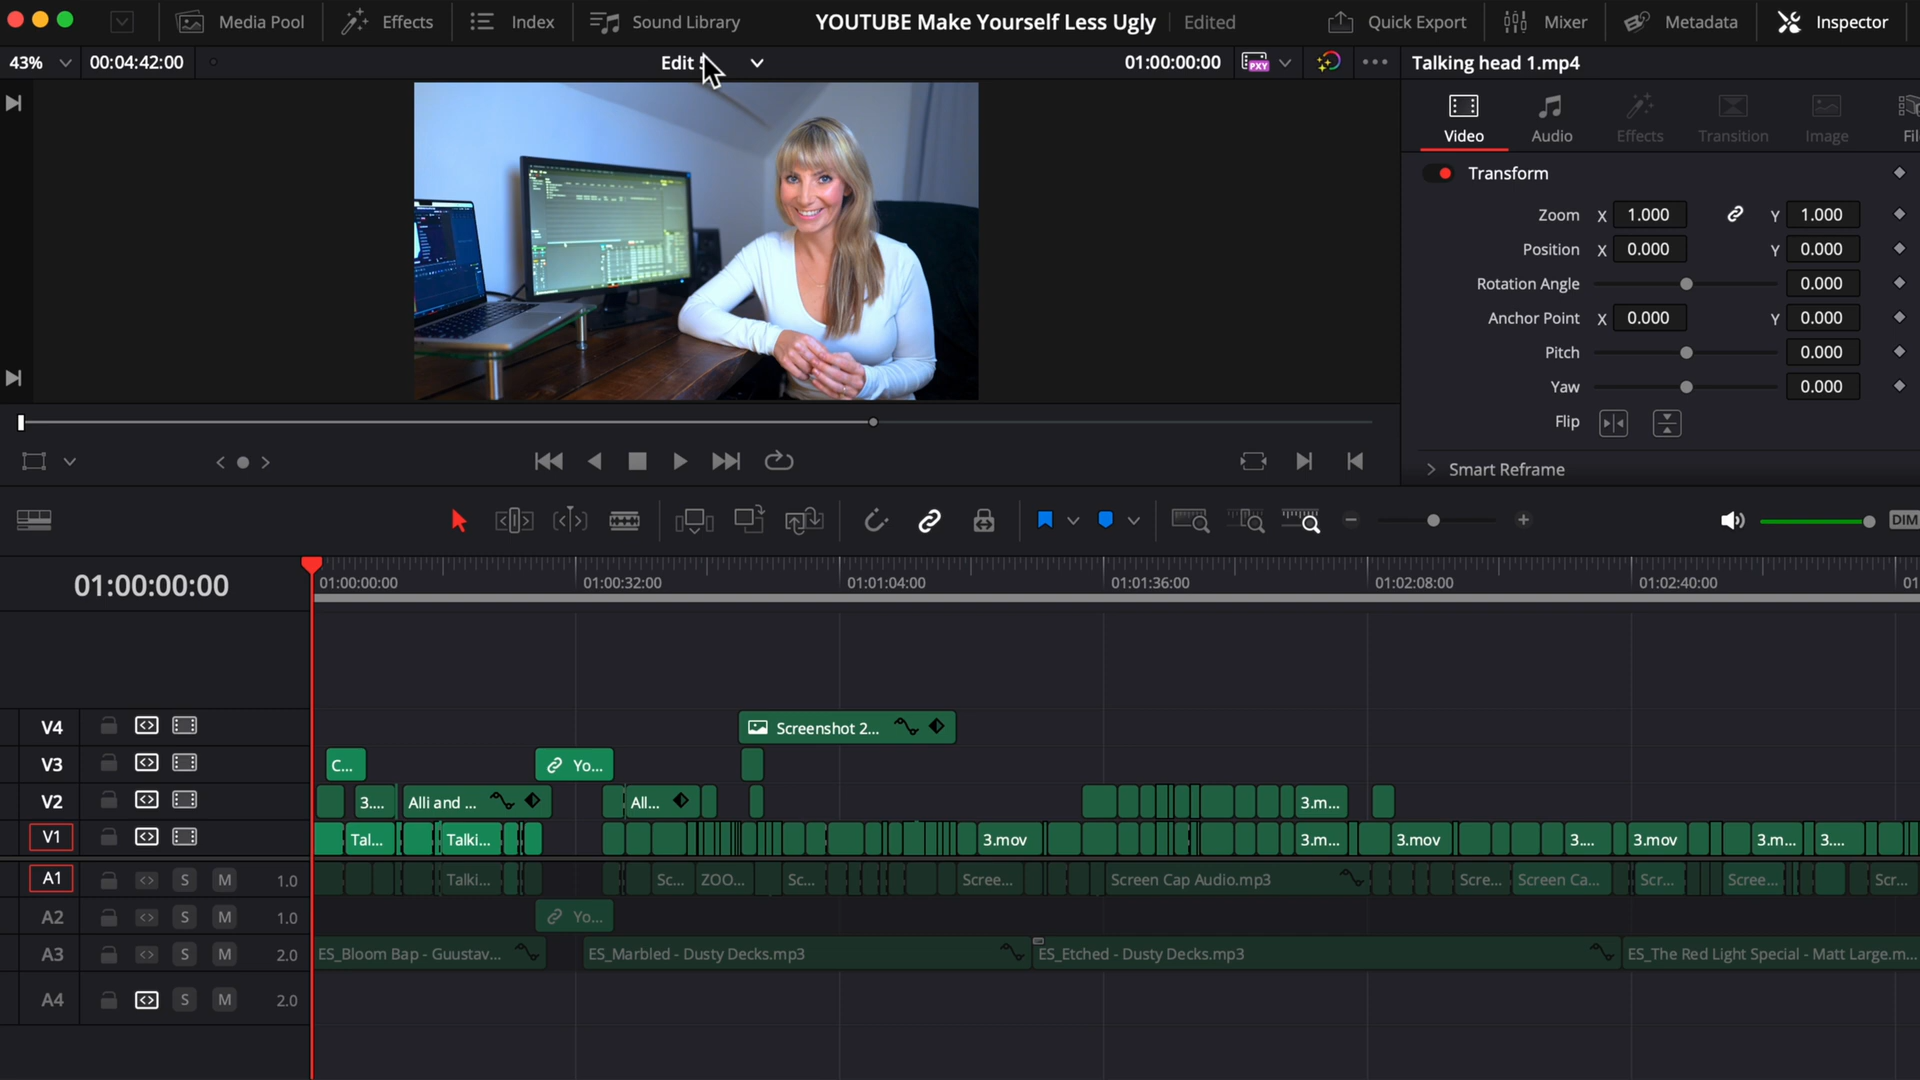 Media Pool Effects Index Sound Library YOUTUBE Make Yourself Less Ugly Edited Quick Export Mixer Metadata Inspector
43% 00:04:42:00 Edit 01:00:00:00 PXY Talking head 1.mp4
Video Audio Effects Transition Image Fil
Transform
Zoom X 1.000 Y 1.000
Position X 0.000 Y 0.000
Rotation Angle 0.000
Anchor Point X 0.000 Y 0.000
Pitch 0.000
Yaw 0.000
Flip
Smart Reframe
DIM
01:00:00:00
01:00:00:00 01:00:32:00 01:01:04:00 01:01:36:00 01:02:08:00 01:02:40:00 01
V4 Screenshot 2...
V3 C... Yo...
V2 3.... Alli and ... All... 3.m...
V1 Tal... Talki... 3.mov 3.m... 3.mov 3.... 3.mov 3.m... 3....
A1 S M 1.0 Talki... Sc... ZOO... Sc... Scree... Screen Cap Audio.mp3 Scre... Screen Ca... Scr... Scree... Scr...
A2 S M 1.0 Yo...
A3 S M 2.0 ES_Bloom Bap - Guustav... ES_Marbled - Dusty Decks.mp3 ES_Etched - Dusty Decks.mp3 ES_The Red Light Special - Matt Large.m...
A4 S M 2.0